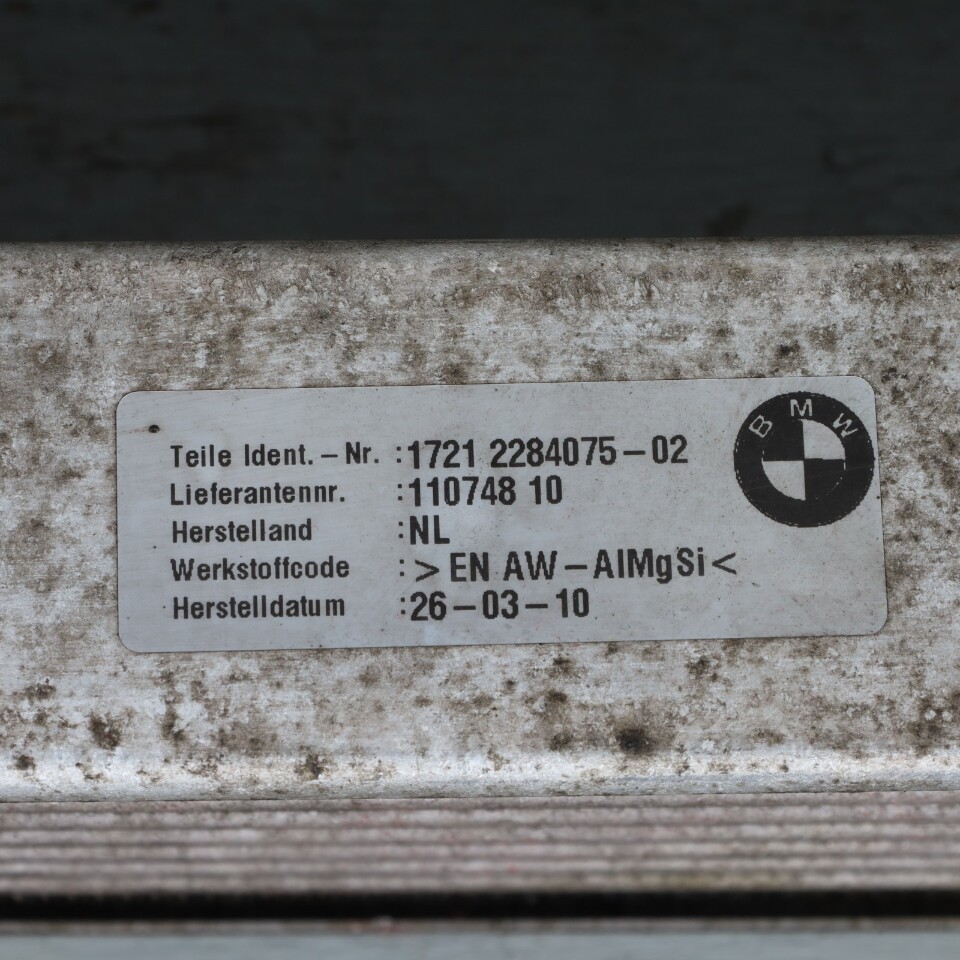 BMW
Teile Ident. – Nr. :1721 2284075 – 02
Lieferantennr. :110748 10
Herstelland :NL
Werkstoffcode :> EN AW – AlMgSi <
Herstelldatum :26 – 03 – 10